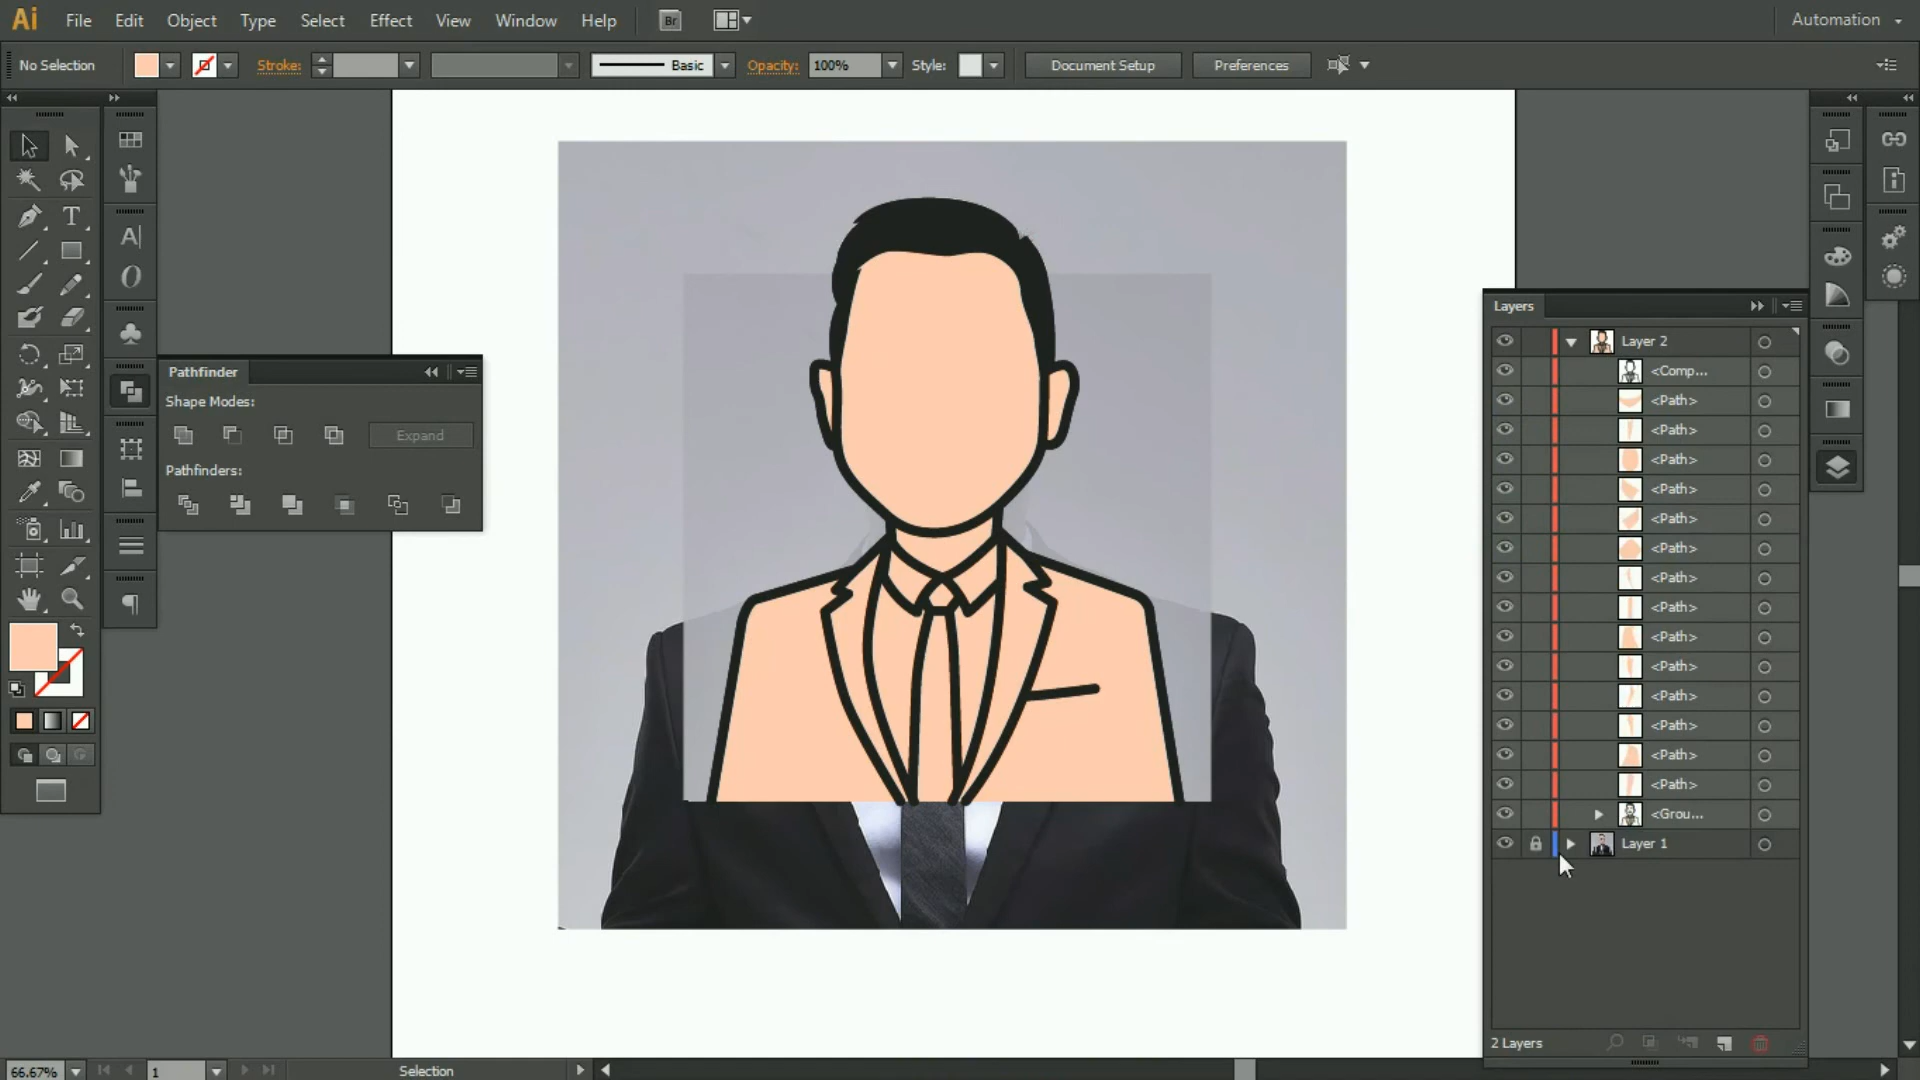 Ai File Edit Object Type Select Effect View Window Help Br Automation
No Selection Stroke: Basic Opacity: 100% Style: Document Setup Preferences
Layers
Layer 2
<Comp...
<Path>
<Path>
<Path>
<Path>
<Path>
<Path>
<Path>
<Path>
<Path>
<Path>
<Path>
<Path>
<Path>
<Path>
<Grou...
Layer 1
2 Layers
Pathfinder
Shape Modes:
Expand
Pathfinders:
66.67% 1 Selection